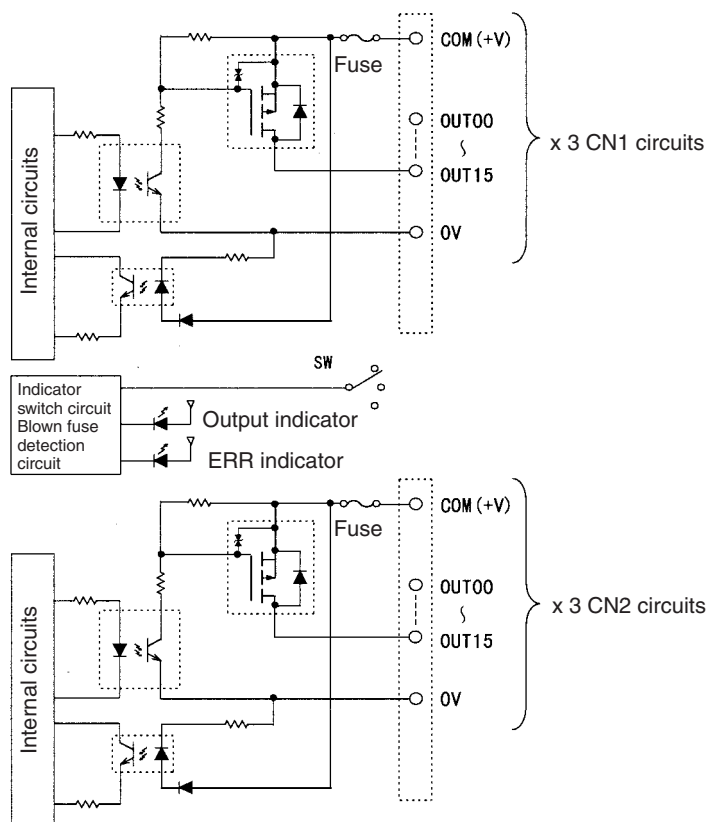 COM(+V)
Fuse
OUT00
OUT15
0V
x 3 CN1 circuits
Internal circuits
SW
Indicator
switch circuit
Blown fuse
detection
circuit
Output indicator
ERR indicator
COM(+V)
Fuse
OUT00
OUT15
0V
x 3 CN2 circuits
Internal circuits